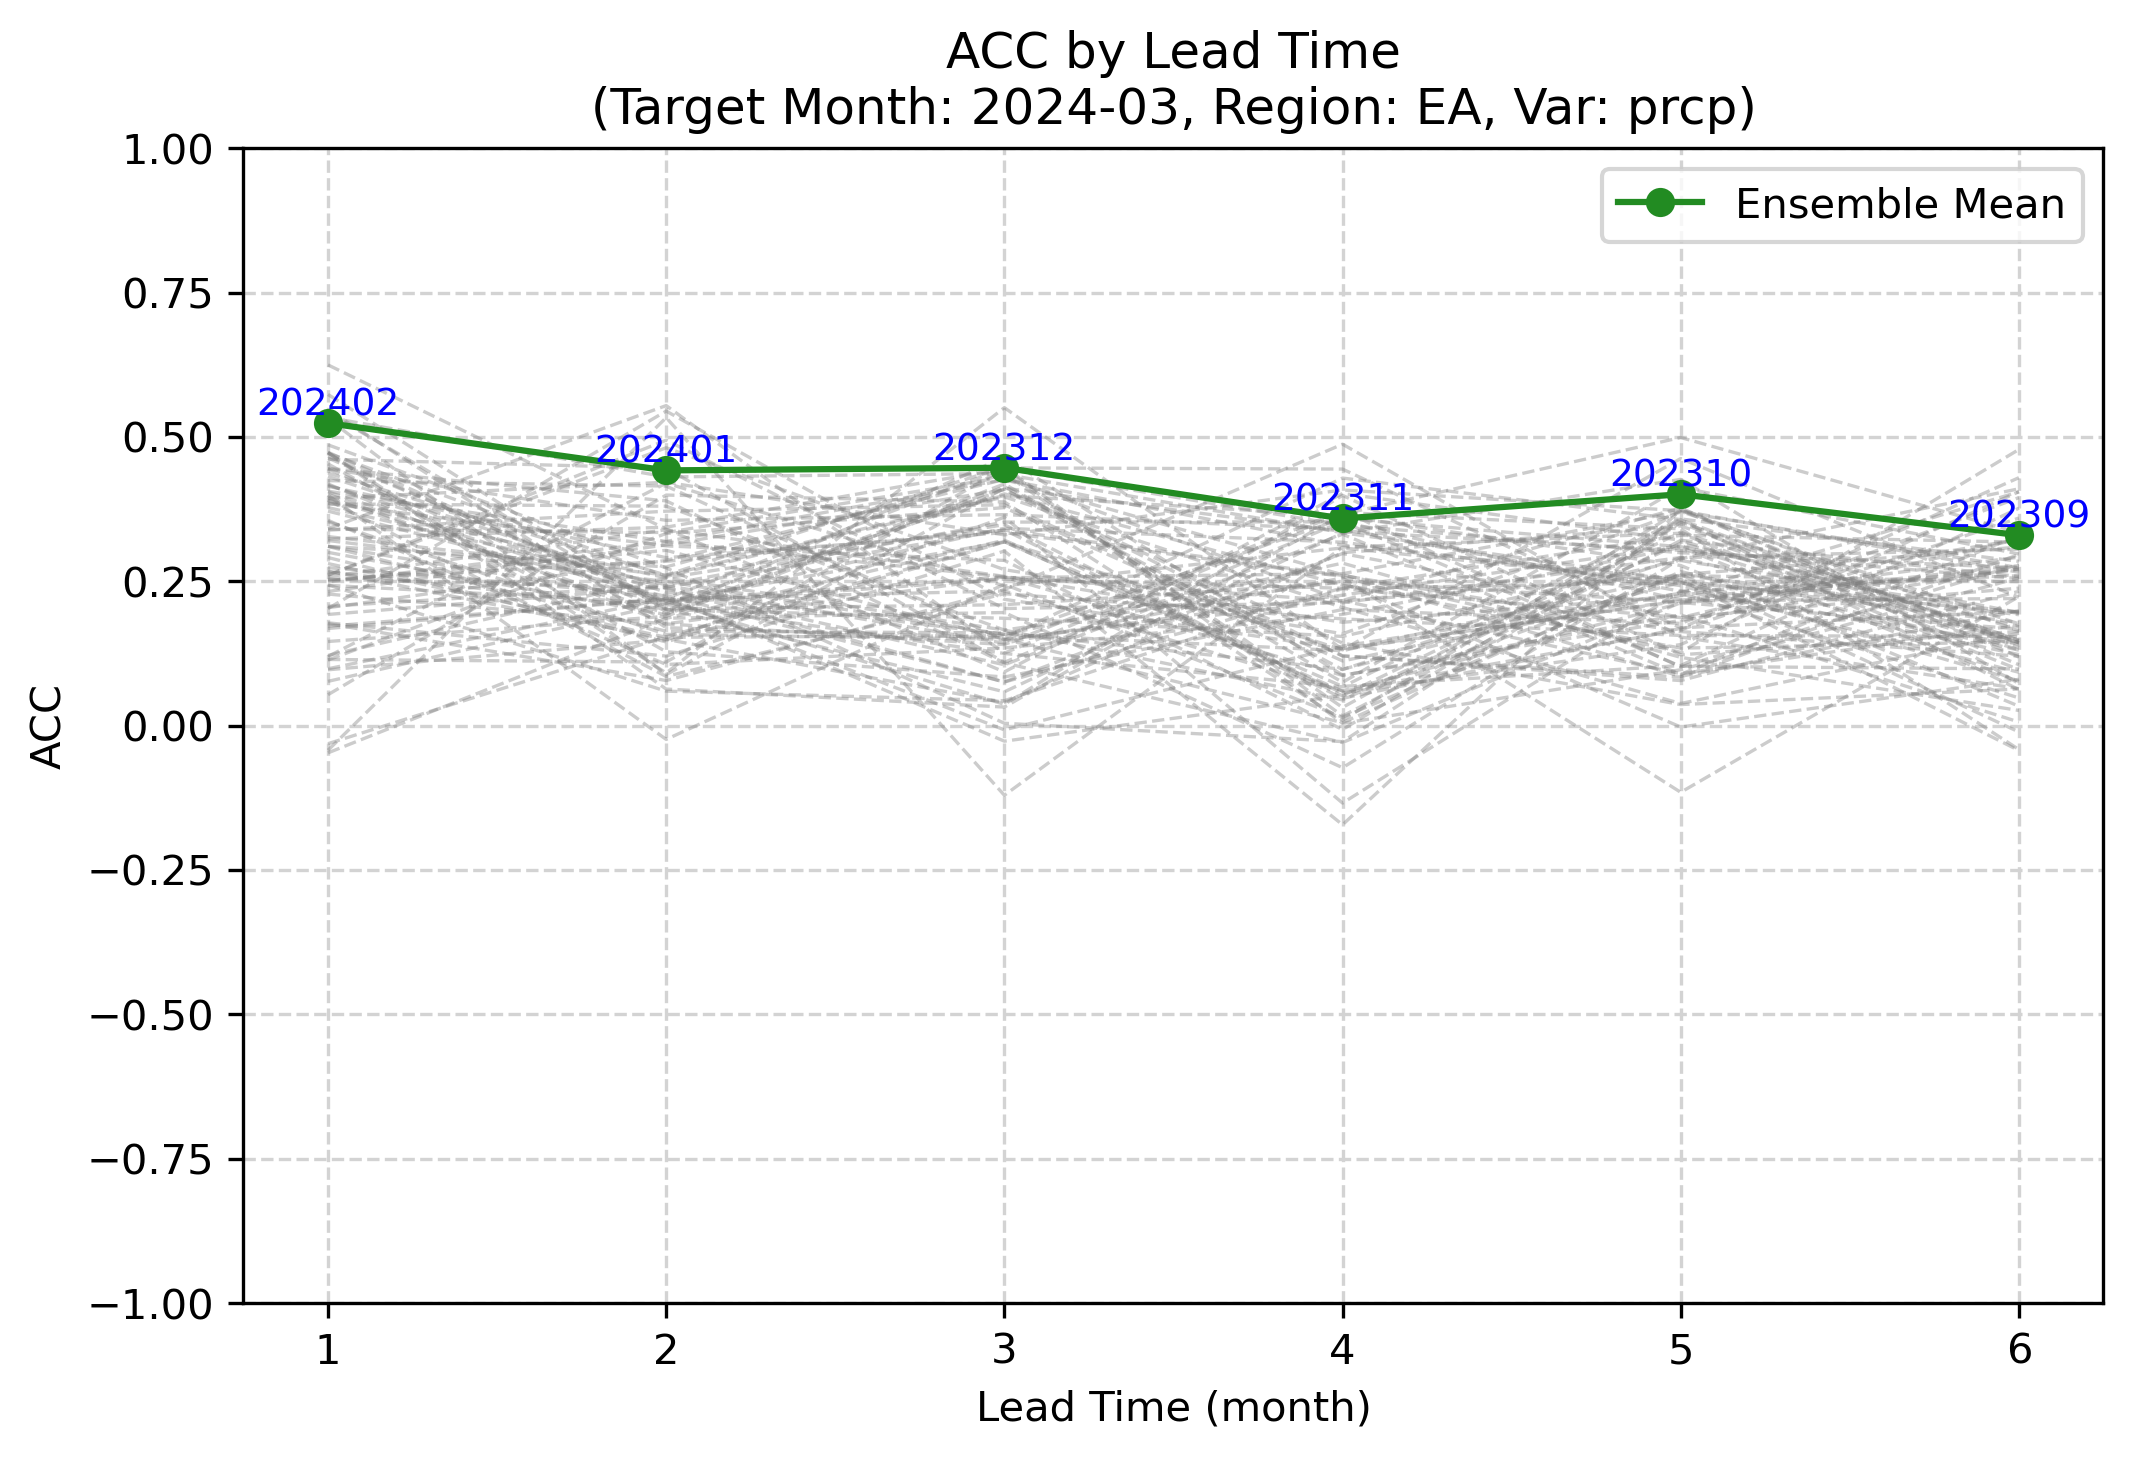 ACC by Lead Time
(Target Month: 2024-03, Region: EA, Var: prcp)
1.00
0.75
0.50
0.25
0.00
−0.25
−0.50
−0.75
−1.00
ACC
Ensemble Mean
202402
202401
202312
202311
202310
202309
1 2 3 4 5 6
Lead Time (month)